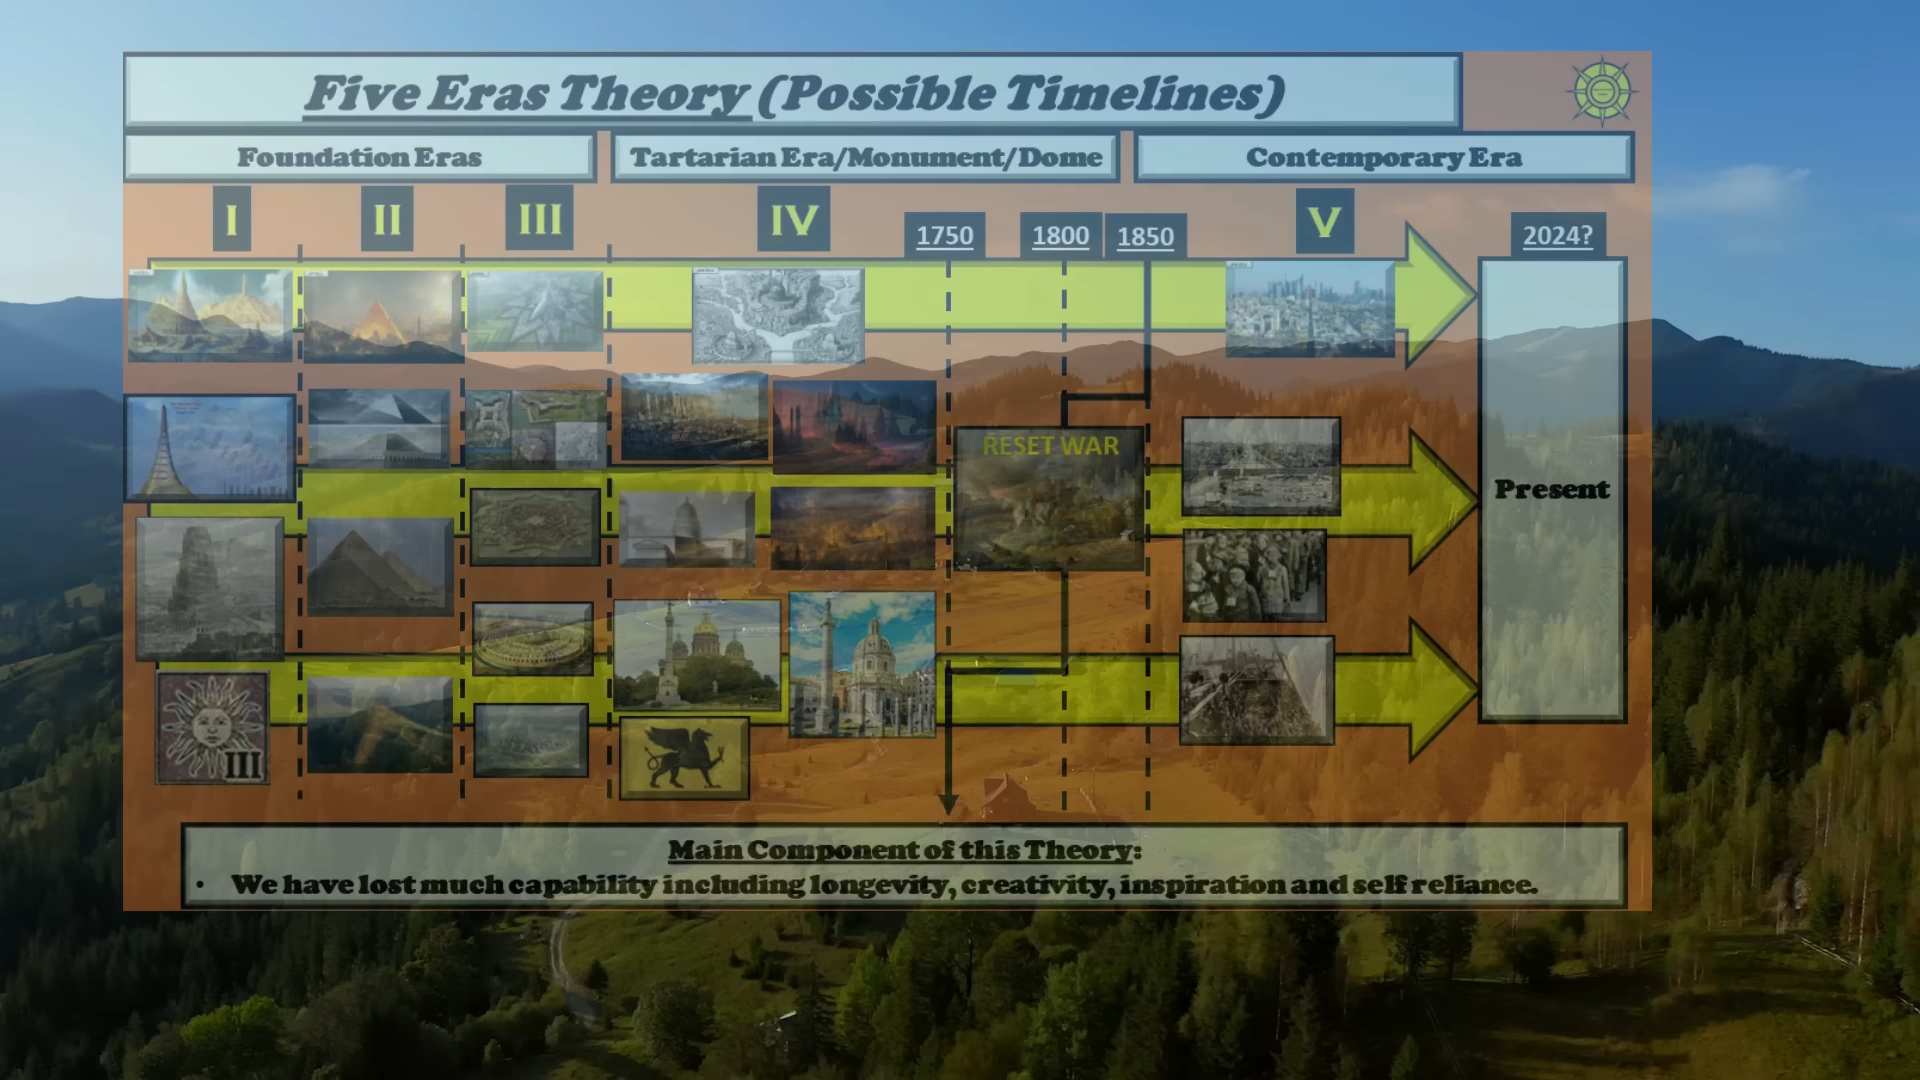 Five Eras Theory (Possible Timelines)
Foundation Eras
Tartarian Era/Monument/Dome
Contemporary Era
I
II
III
IV
V
1750
1800
1850
2024?
RESET WAR
Present
III
Main Component of this Theory:
• We have lost much capability including longevity, creativity, inspiration and self reliance.